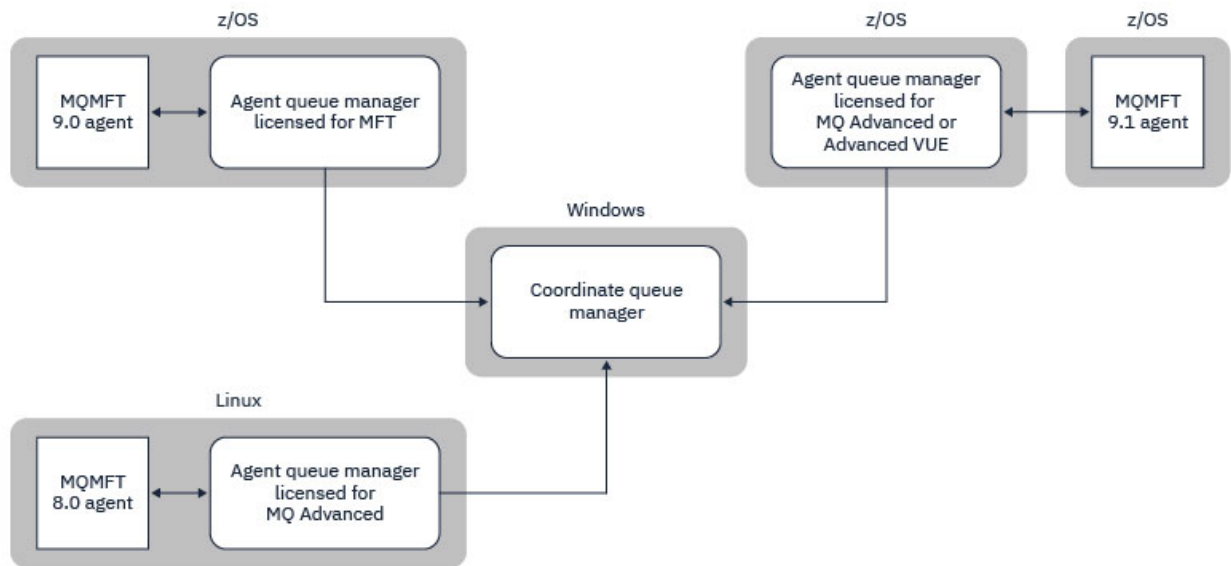 z/OS
MQMFT
9.0 agent
Agent queue manager
licensed for MFT
z/OS
Agent queue manager
licensed for
MQ Advanced or
Advanced VUE
z/OS
MQMFT
9.1 agent
Windows
Coordinate queue
manager
Linux
MQMFT
8.0 agent
Agent queue manager
licensed for
MQ Advanced